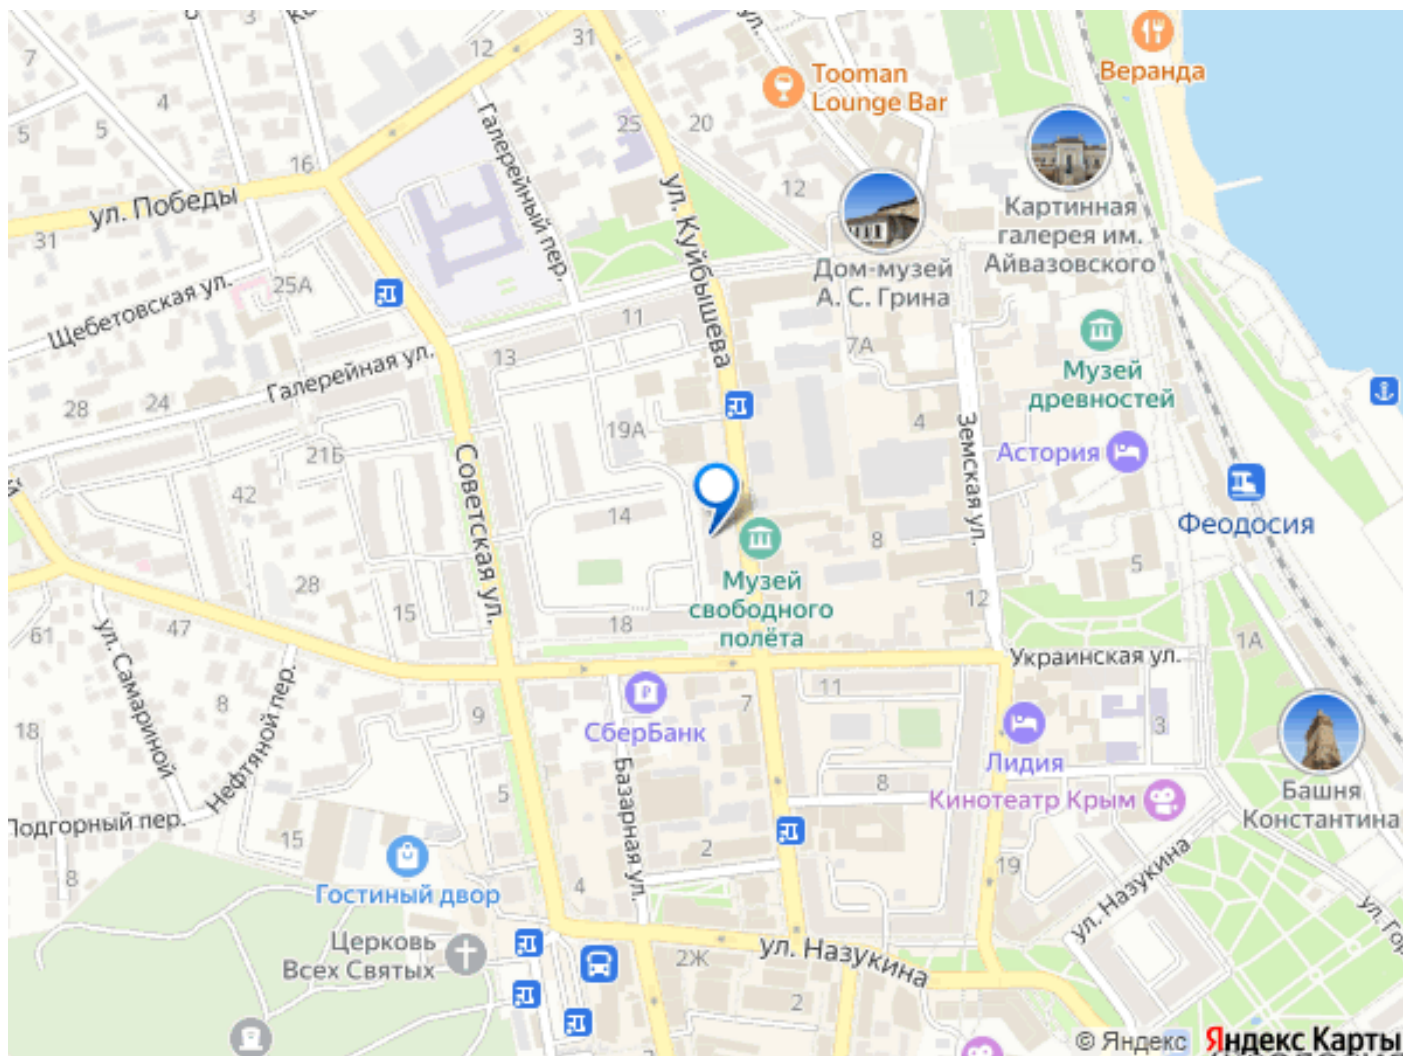 12
31
7
4
5
5
16
25
20
Tooman
Lounge Bar
Веранда
Галерейный пер.
ул. Куйбышева
12
ул. Победы
31
Картинная
галерея им.
Айвазовского
Дом-музей
А. С. Грина
25А
Щебетовская ул.
11
7А
13
Галерейная ул.
Музей
древностей
28
24
19А
4
Земская ул.
Астория
21Б
Советская ул.
42
14
8
Феодосия
Музей
свободного
полёта
5
28
15
12
18
61
47
ул. Самариной
Украинская ул.
1А
8
Нефтяной пер.
9
7
11
СберБанк
18
3
Лидия
Базарная ул.
8
Кинотеатр Крым
Башня
Константина
5
Подгорный пер.
15
2
8
Гостиный двор
4
19
ул. Назукина
Церковь
Всех Святых
ул. Назукина
2Ж
2
© Яндекс Яндекс Карты